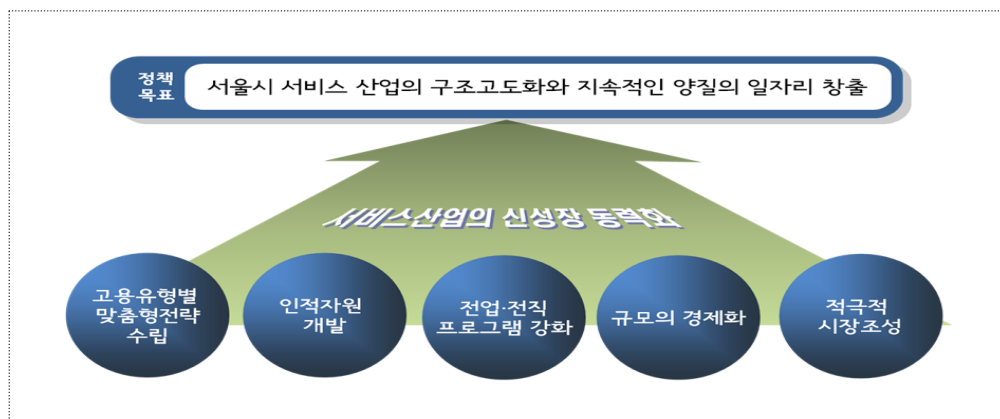 정책
목표
서울시 서비스 산업의 구조고도화와 지속적인 양질의 일자리 창출
서비스산업의 신성장 동력화
고용유형별
맞춤형전략
수립
인적자원
개발
전업·전직
프로그램 강화
규모의 경제화
적극적
시장조성